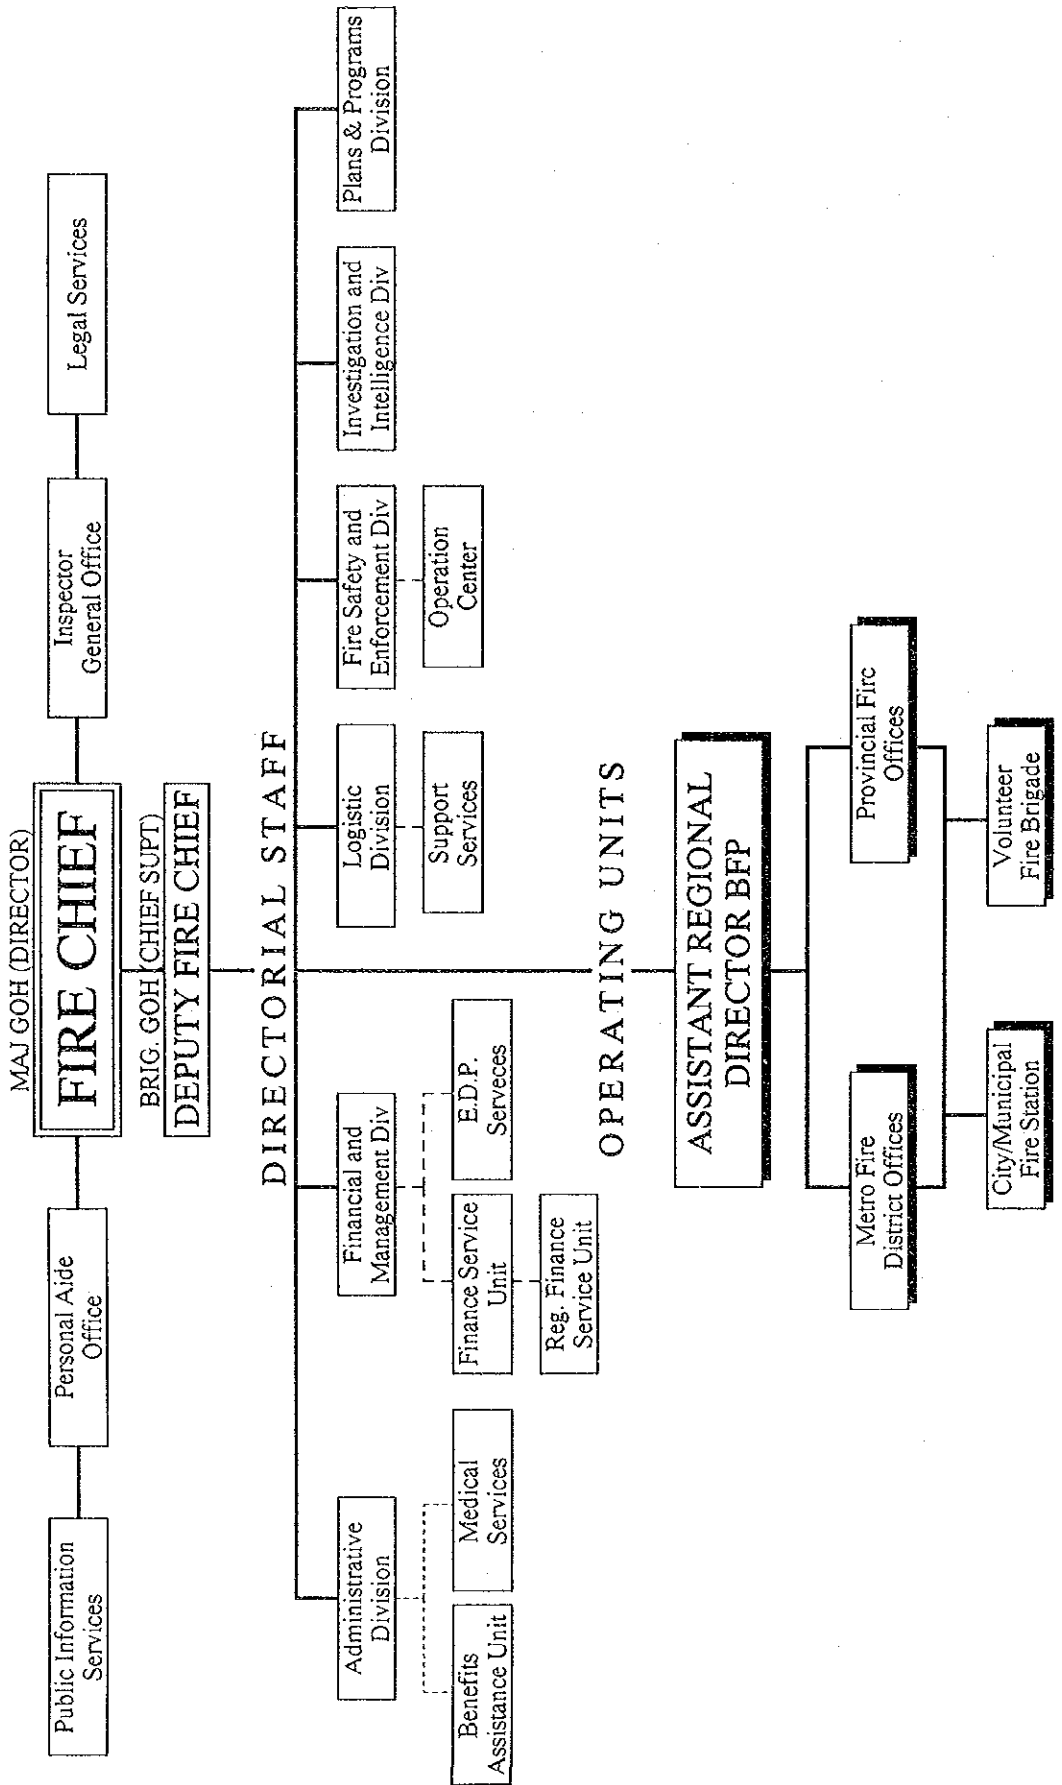 MAJ GOH (DIRECTOR)
Public Information
Services
Personal Aide
Office
FIRE CHIEF
Inspector
General Office
Legal Services
BRIG. GOH (CHIEF SUPT)
DEPUTY FIRE CHIEF
DIRECTORIAL STAFF
Administrative
Division
Financial and
Management Div
Logistic
Division
Fire Safety and
Enforcement Div
Investigation and
Intelligence Div
Plans & Programs
Division
Benefits
Assistance Unit
Medical
Services
Finance Service
Unit
E.D.P.
Serveces
Support
Services
Operation
Center
Reg. Finance
Service Unit
OPERATING UNITS
ASSISTANT REGIONAL
DIRECTOR BFP
Metro Fire
District Offices
Provincial Fire
Offices
City/Municipal
Fire Station
Volunteer
Fire Brigade